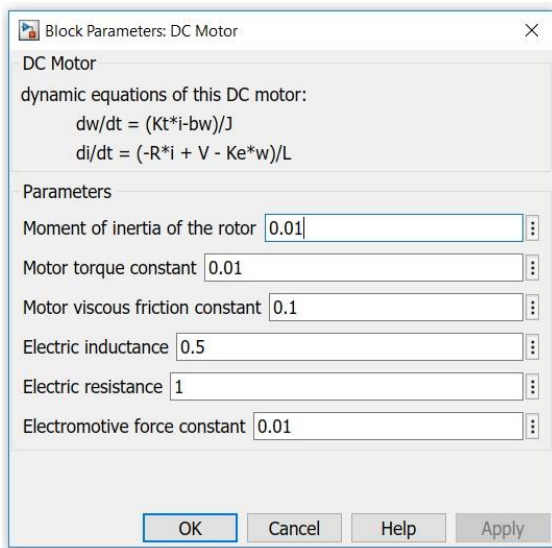 Block Parameters: DC Motor
DC Motor
dynamic equations of this DC motor:
dw/dt = (Kt*i-bw)/J
di/dt = (-R*i + V - Ke*w)/L
Parameters
Moment of inertia of the rotor 0.01
Motor torque constant 0.01
Motor viscous friction constant 0.1
Electric inductance 0.5
Electric resistance 1
Electromotive force constant 0.01
OK Cancel Help Apply